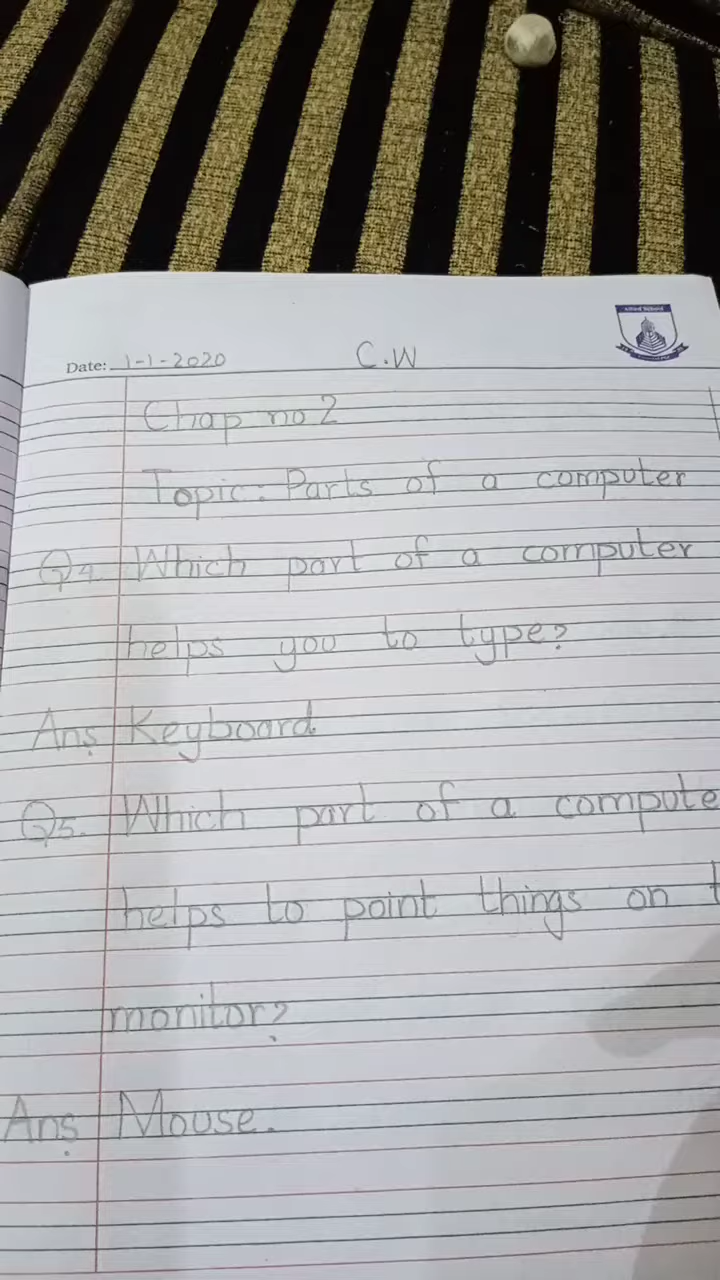 Date: 1-1-2020 C.W
Chap no 2
Topic: Parts of a computer
Q4. Which part of a computer
helps you to type?
Ans Keyboard
Q5. Which part of a compute
helps to point things on t
monitor?
Ans Mouse.